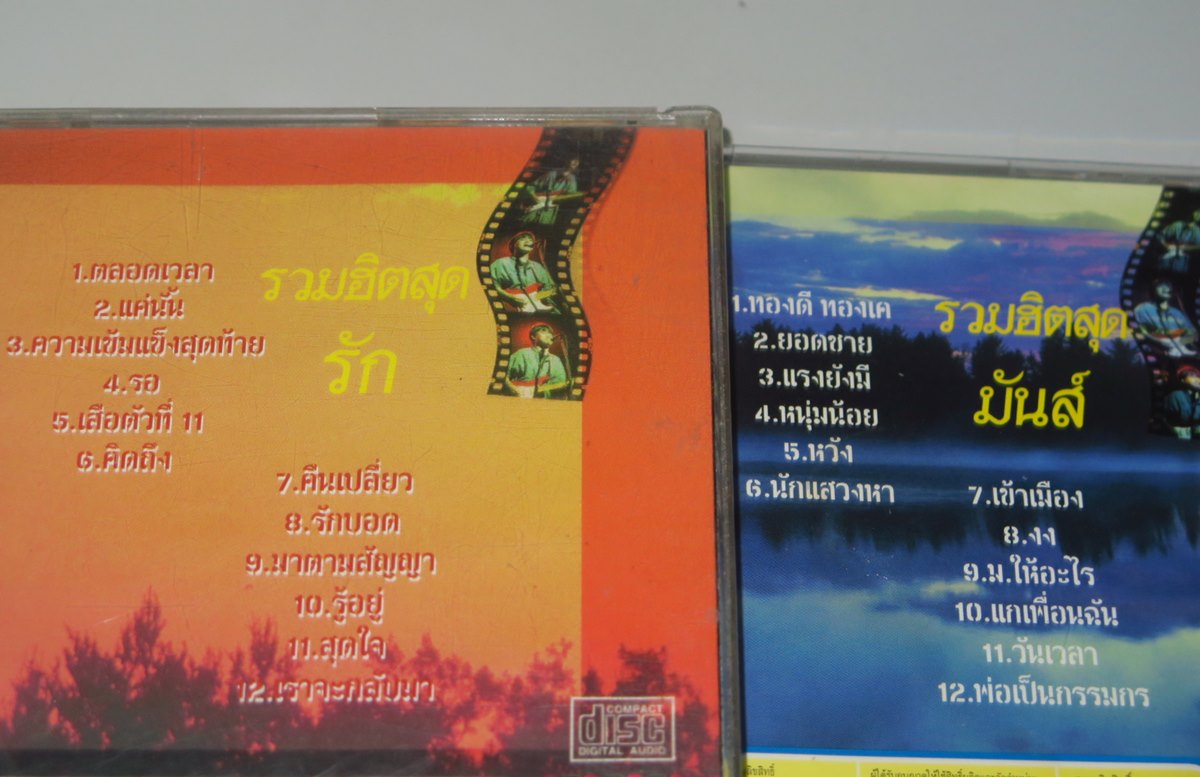 รวมฮิตสุด
รัก
1.ตลอดเวลา
2.แค่นั้น
3.ความเข้มแข็งสุดท้าย
4.รอ
5.เสือตัวที่ 11
6.คิดถึง
7.คืนเปลี่ยว
8.รักบอด
9.มาตามสัญญา
10.รู้อยู่
11.สุดใจ
12.เราจะกลับมา
COMPACT
disc
DIGITAL AUDIO
รวมฮิตสุด
มันส์
1.ทองดี ทองเค
2.ยอดชาย
3.แรงยังมี
4.หนุ่มน้อย
5.หวัง
6.นักแสวงหา
7.เข้าเมือง
8.งง
9.ม.ให้อะไร
10.แกเพื่อนฉัน
11.วันเวลา
12.พ่อเป็นกรรมกร